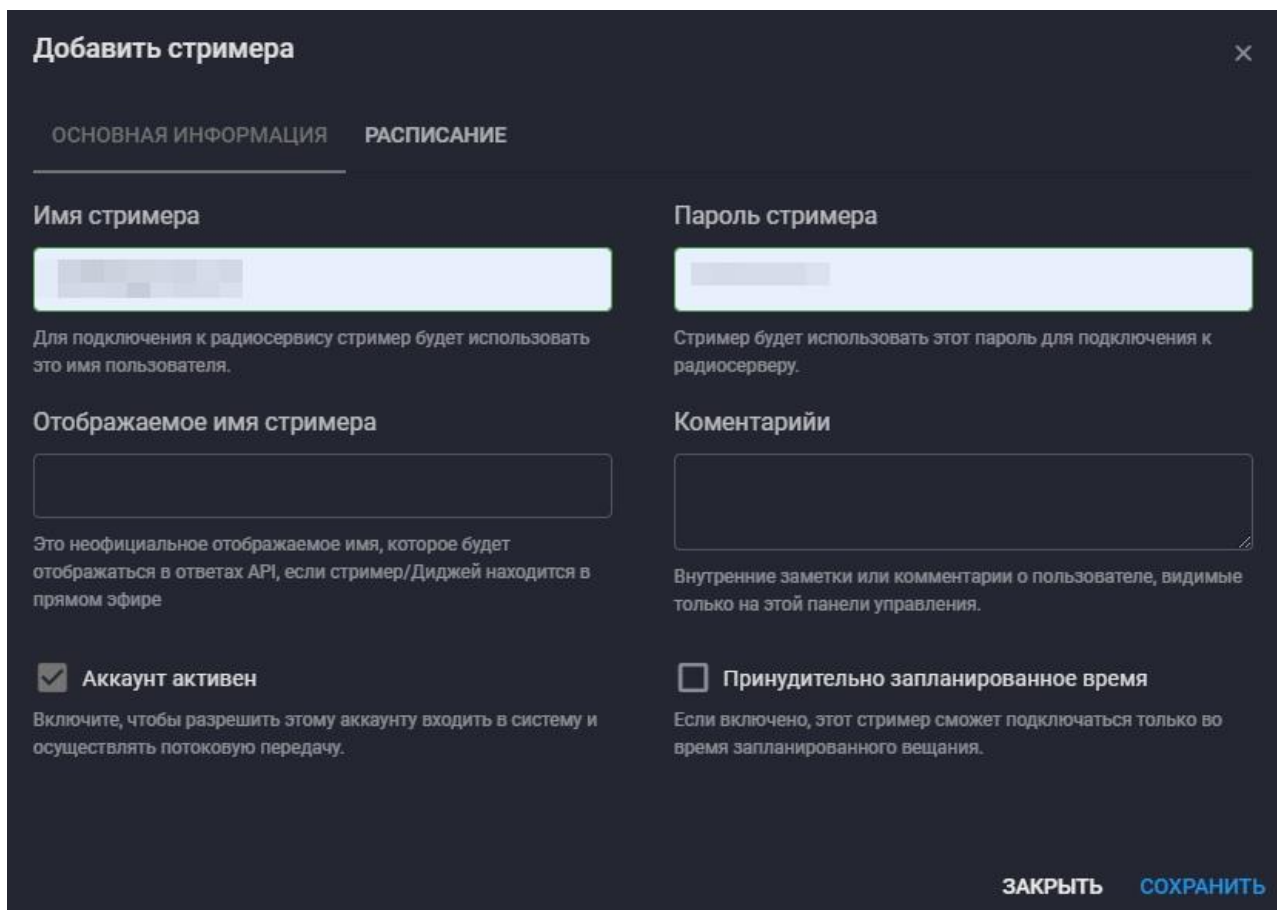 Добавить стримера
ОСНОВНАЯ ИНФОРМАЦИЯ РАСПИСАНИЕ
Имя стримера
Для подключения к радиосервису стример будет использовать
это имя пользователя.
Пароль стримера
Стример будет использовать этот пароль для подключения к
радиосерверу.
Отображаемое имя стримера
Это неофициальное отображаемое имя, которое будет
отображаться в ответах API, если стример/Диджей находится в
прямом эфире
Коментарийи
Внутренние заметки или комментарии о пользователе, видимые
только на этой панели управления.
Аккаунт активен
Включите, чтобы разрешить этому аккаунту входить в систему и
осуществлять потоковую передачу.
Принудительно запланированное время
Если включено, этот стример сможет подключаться только во
время запланированного вещания.
ЗАКРЫТЬ СОХРАНИТЬ